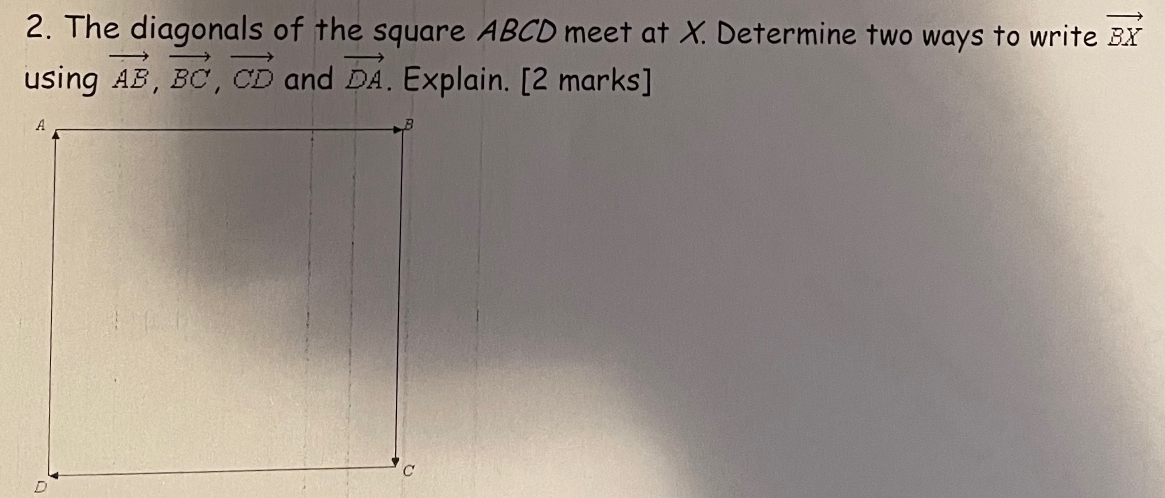 2. The diagonals of the square ABCD meet at X. Determine two ways to write BX
using AB, BC, CD and DA. Explain. [2 marks]
A
B
C
D